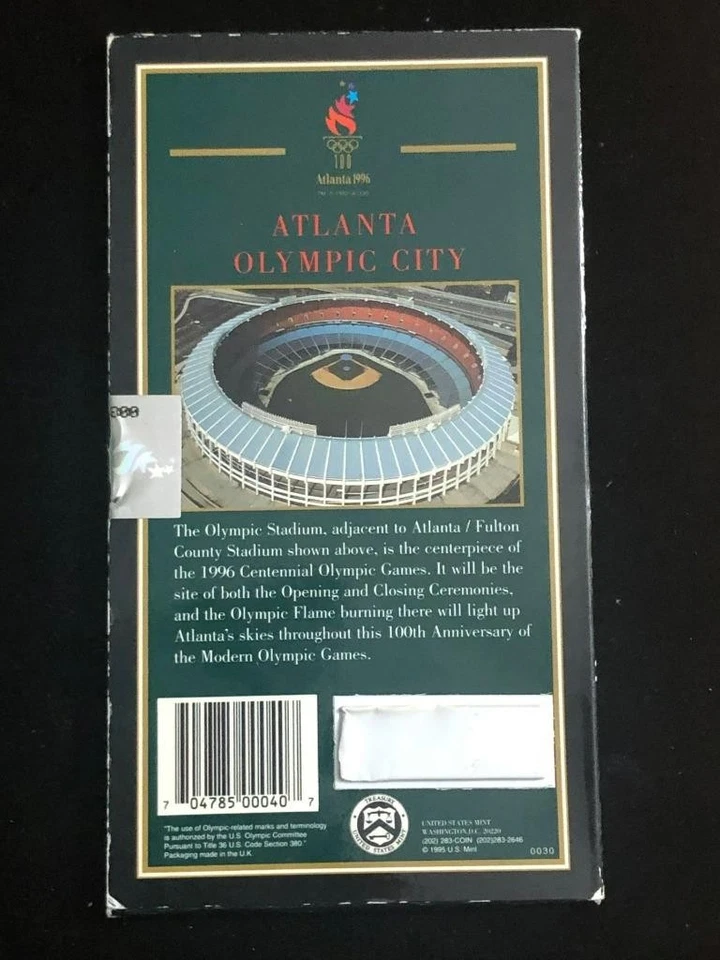 100
Atlanta 1996
ATLANTA
OLYMPIC CITY
The Olympic Stadium, adjacent to Atlanta / Fulton
County Stadium shown above, is the centerpiece of
the 1996 Centennial Olympic Games. It will be the
site of both the Opening and Closing Ceremonies,
and the Olympic Flame burning there will light up
Atlanta's skies throughout this 100th Anniversary of
the Modern Olympic Games.
7 04785 00040 7
"The use of Olympic-related marks and terminology
is authorized by the U.S. Olympic Committee
Pursuant to Title 36 U.S. Code Section 380."
Packaging made in the U.K.
TREASURY
UNITED STATES MINT
UNITED STATES MINT
WASHINGTON, D.C. 20220
(202) 283-COIN (202)283-2646
© 1995 U.S. Mint
0030